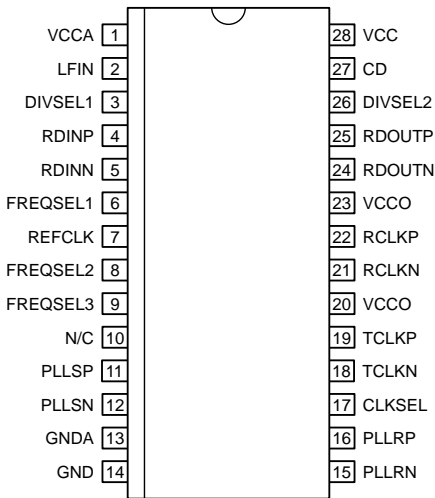 VCCA 1 28 VCC
LFIN 2 27 CD
DIVSEL1 3 26 DIVSEL2
RDINP 4 25 RDOUTP
RDINN 5 24 RDOUTN
FREQSEL1 6 23 VCCO
REFCLK 7 22 RCLKP
FREQSEL2 8 21 RCLKN
FREQSEL3 9 20 VCCO
N/C 10 19 TCLKP
PLLSP 11 18 TCLKN
PLLSN 12 17 CLKSEL
GNDA 13 16 PLLRP
GND 14 15 PLLRN